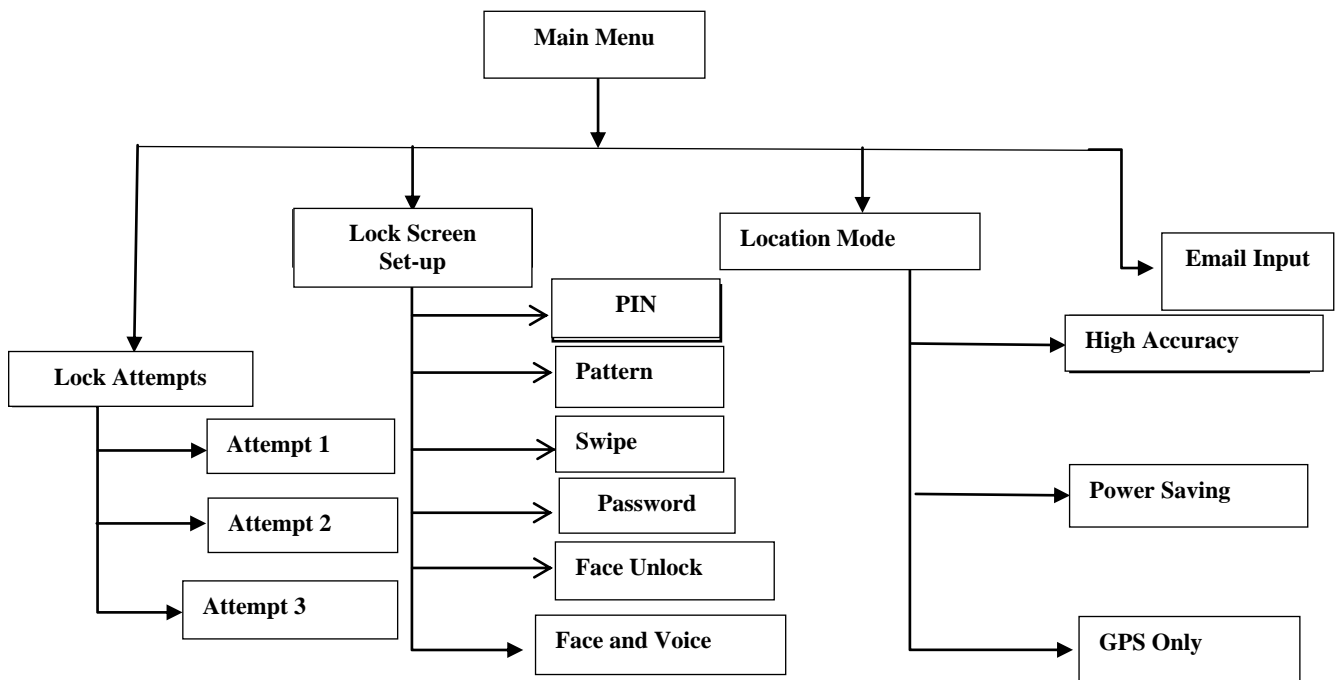 Main Menu
Lock Screen
Set-up
Location Mode
Email Input
PIN
High Accuracy
Lock Attempts
Pattern
Attempt 1
Swipe
Power Saving
Password
Attempt 2
Face Unlock
Attempt 3
Face and Voice
GPS Only